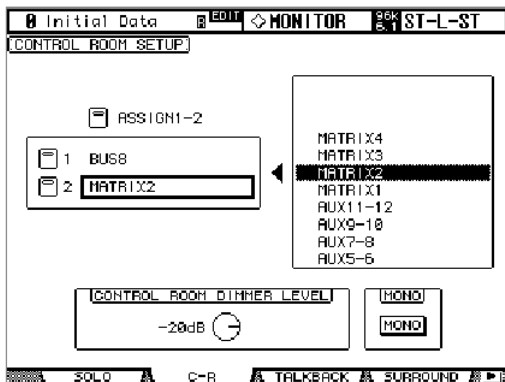 0 Initial Data EDIT MONITOR 96k 5.1 ST-L-ST
CONTROL ROOM SETUP
ASSIGN1-2
1 BUS8
2 MATRIX2
MATRIX4
MATRIX3
MATRIX2
MATRIX1
AUX11-12
AUX9-10
AUX7-8
AUX5-6
CONTROL ROOM DIMMER LEVEL
-20dB
MONO
MONO
SOLO C-R TALKBACK SURROUND